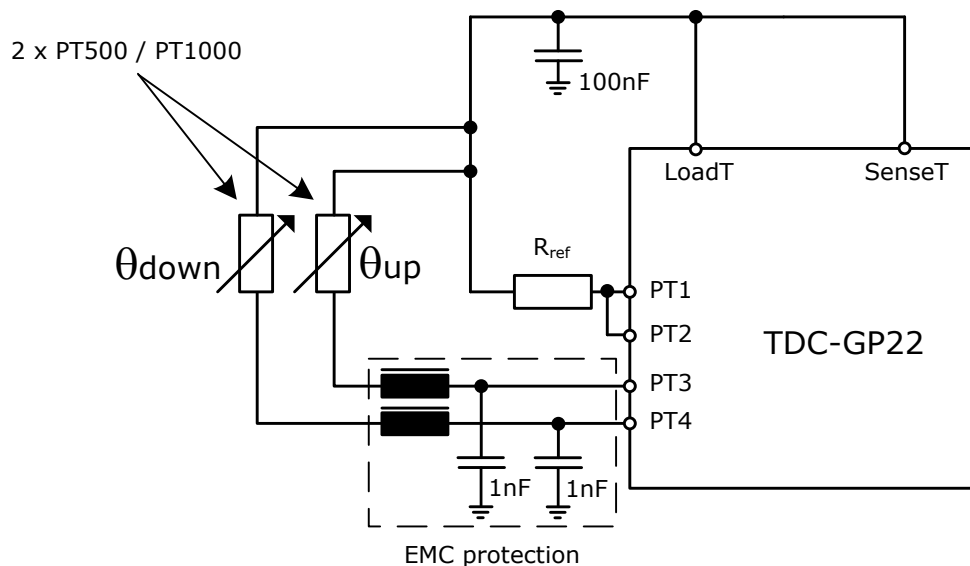 2 x PT500 / PT1000
100nF
LoadT
SenseT
θdown
θup
Rref
PT1
PT2
TDC-GP22
PT3
PT4
1nF
1nF
EMC protection